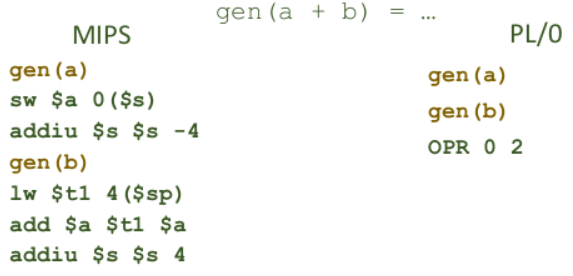 gen(a + b) = …
MIPS
gen(a)
sw $a 0($s)
addiu $s $s -4
gen(b)
lw $t1 4($sp)
add $a $t1 $a
addiu $s $s 4
PL/0
gen(a)
gen(b)
OPR 0 2